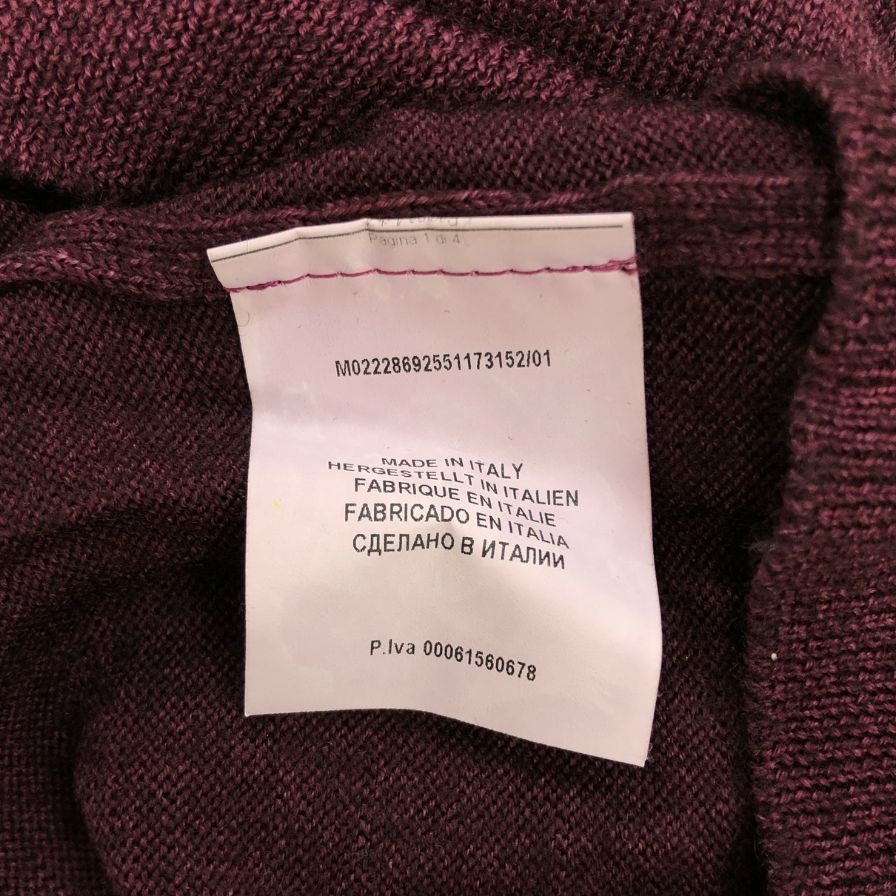 Pagina 1 di 4
M02228692551173152/01
MADE IN ITALY
HERGESTELLT IN ITALIEN
FABRIQUE EN ITALIE
FABRICADO EN ITALIA
СДЕЛАНО В ИТАЛИИ
P.Iva 00061560678